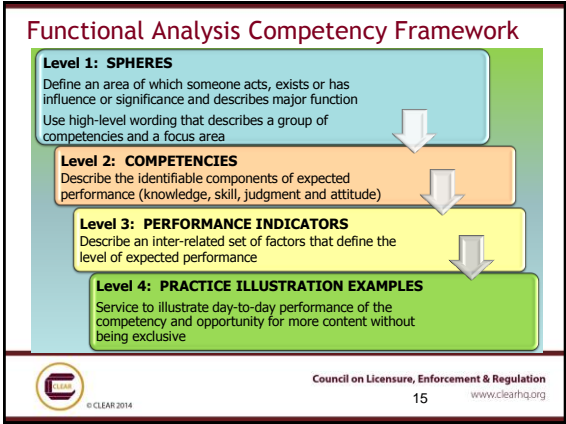 Functional Analysis Competency Framework
Level 1:  SPHERES
Define an area of which someone acts, exists or has
influence or significance and describes major function
Use high-level wording that describes a group of
competencies and a focus area
Level 2:  COMPETENCIES
Describe the identifiable components of expected
performance (knowledge, skill, judgment and attitude)
Level 3:  PERFORMANCE INDICATORS
Describe an inter-related set of factors that define the
level of expected performance
Level 4:  PRACTICE ILLUSTRATION EXAMPLES
Service to illustrate day-to-day performance of the
competency and opportunity for more content without
being exclusive
CLEAR
© CLEAR 2014
Council on Licensure, Enforcement & Regulation
15
www.clearhq.org